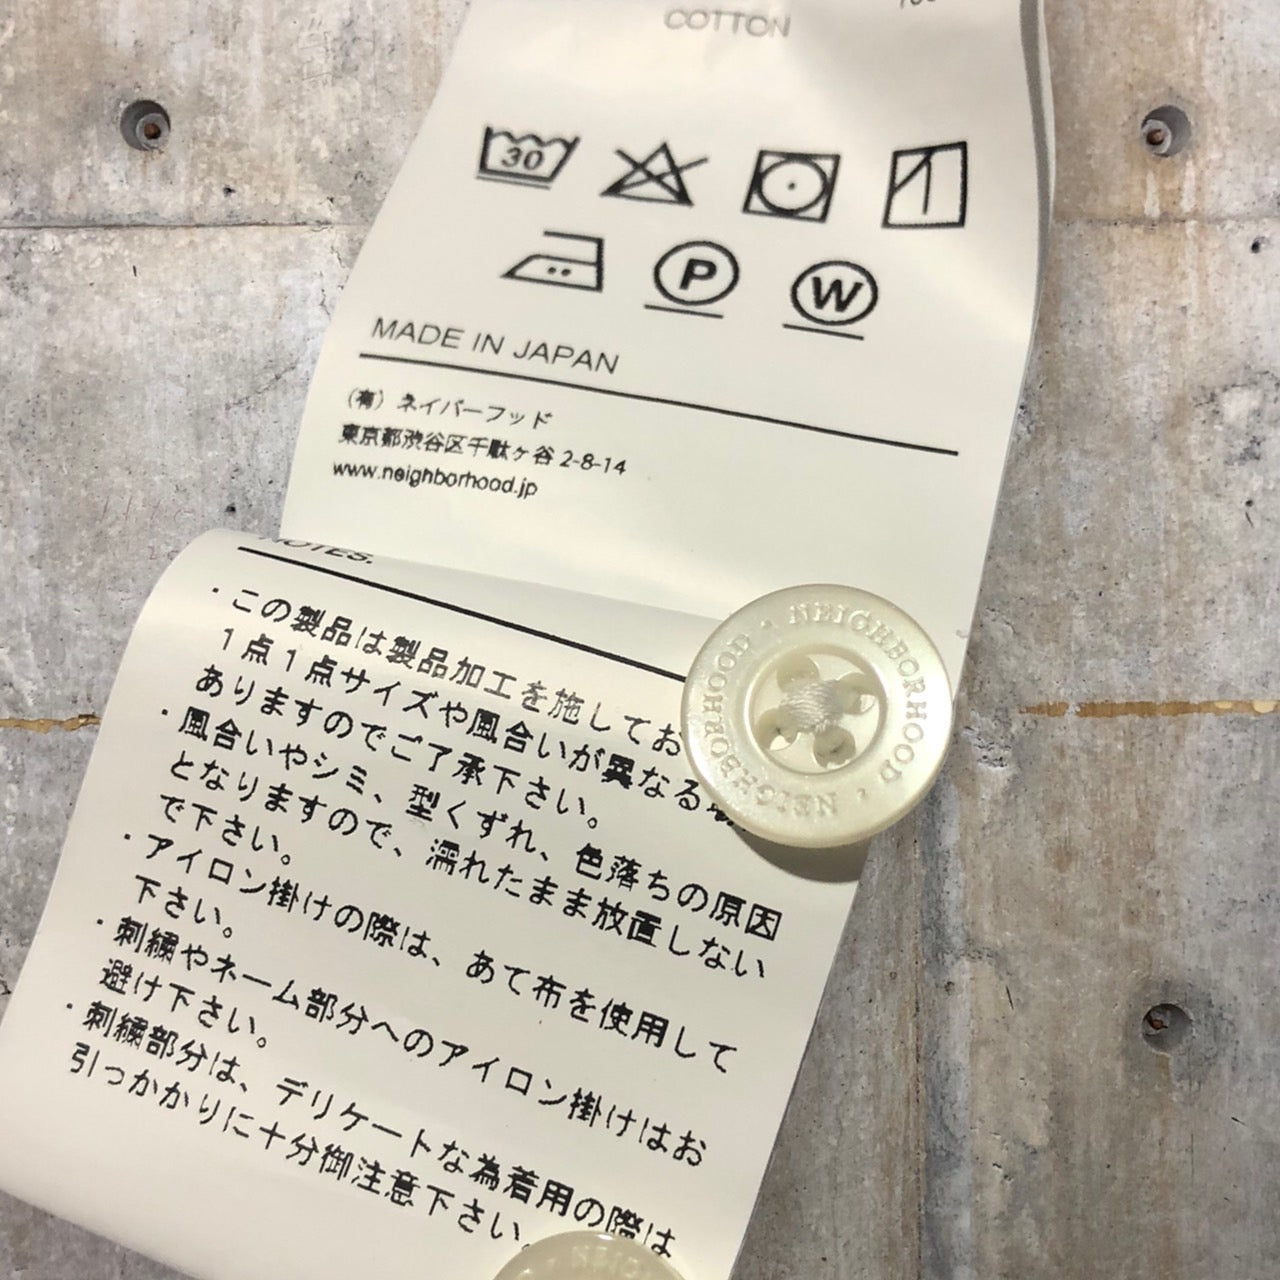 COTTON
30
P
W
MADE IN JAPAN
(有) ネイバーフッド
東京都渋谷区千駄ヶ谷 2-8-14
www.neighborhood.jp
NOTES:
・この製品は製品加工を施してお
１点１点サイズや風合いが異なる
ありますのでご了承下さい。
・風合いやシミ、型くずれ、色落ちの原因
となりますので、濡れたまま放置しない
で下さい。
・アイロン掛けの際は、あて布を使用して
下さい。
・刺繍やネーム部分へのアイロン掛けはお
避け下さい。
・刺繍部分は、デリケートな為着用の際は
引っかかりに十分御注意下さい。
NEIGHBORHOOD・NEIGHBORHOOD・